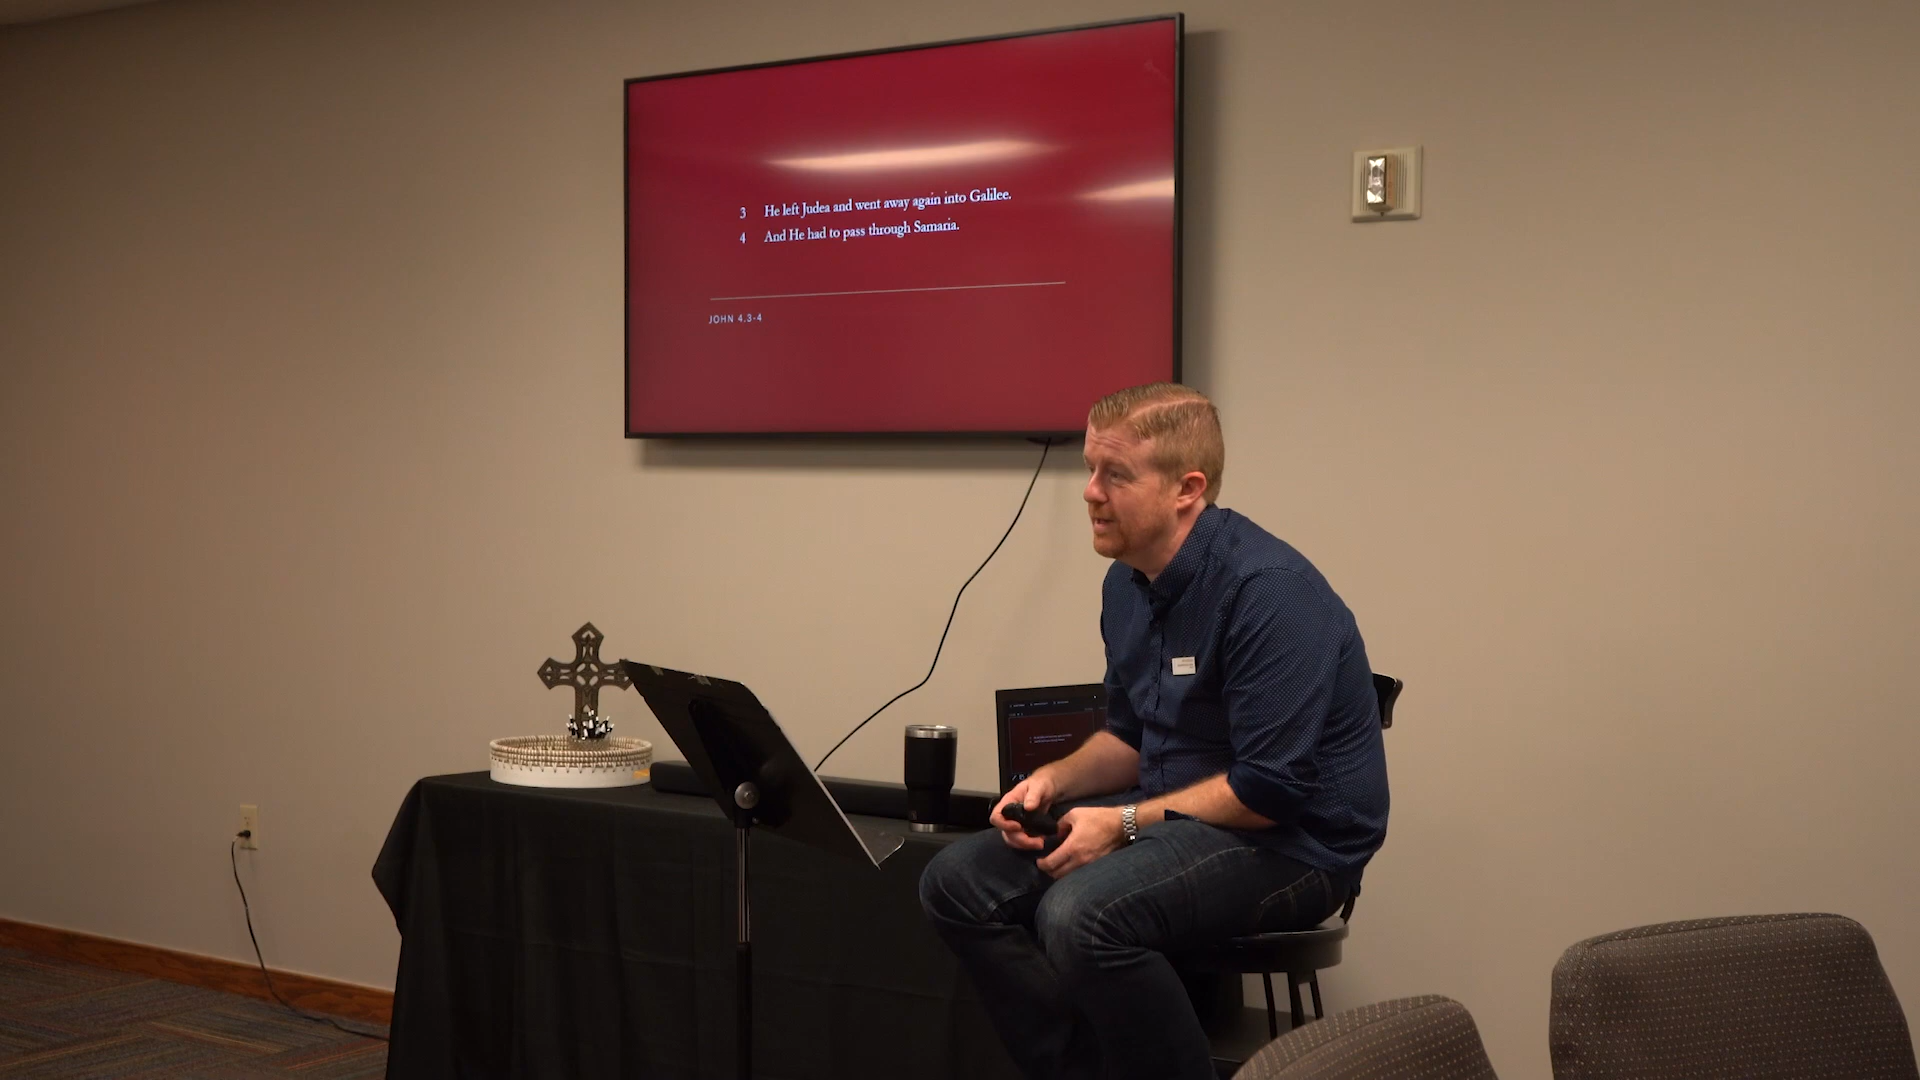 3 He left Judea and went away again into Galilee.
4 And He had to pass through Samaria.
JOHN 4.3-4